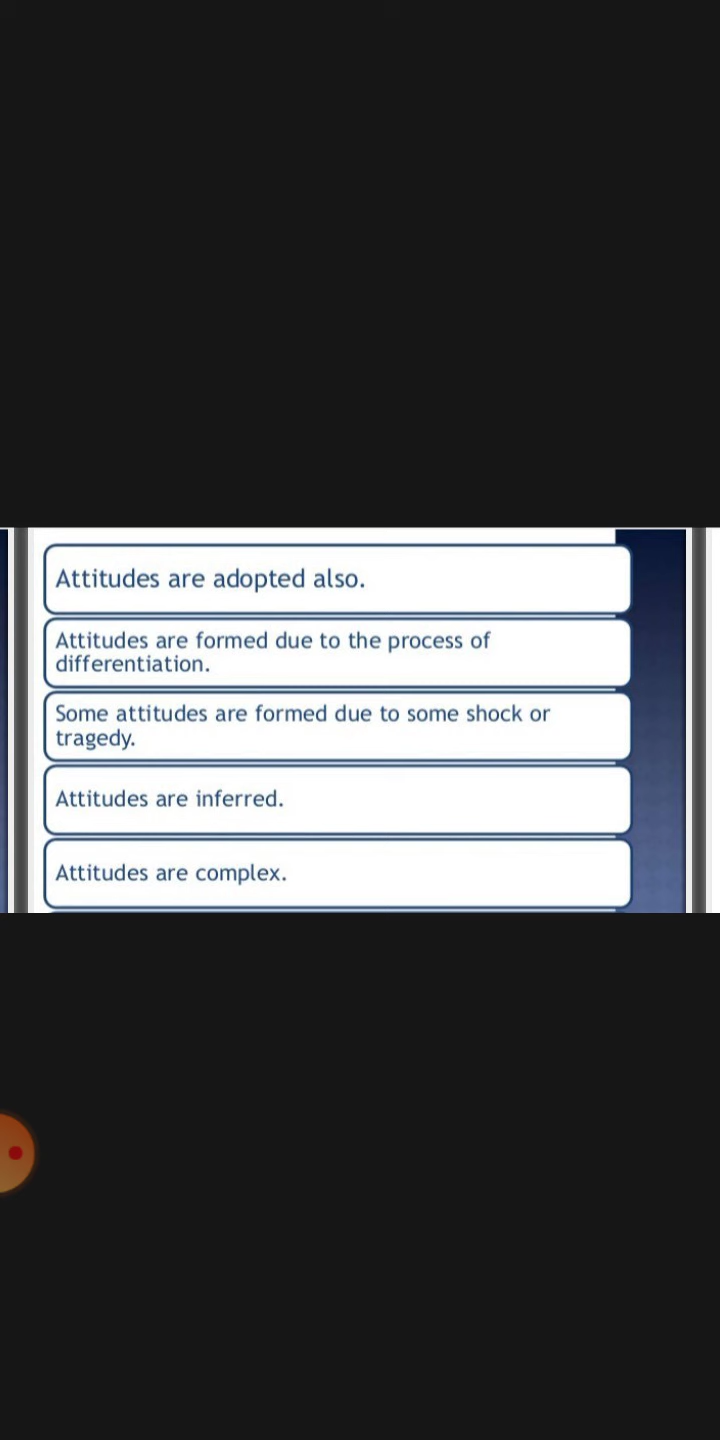 Attitudes are adopted also.
Attitudes are formed due to the process of
differentiation.
Some attitudes are formed due to some shock or
tragedy.
Attitudes are inferred.
Attitudes are complex.